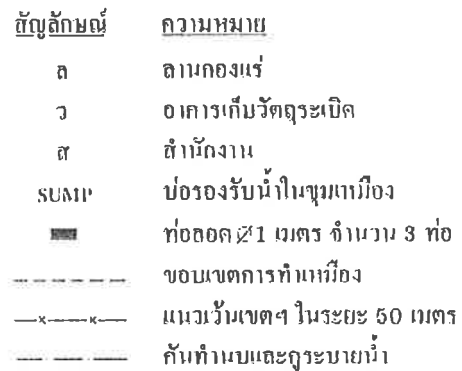 สัญลักษณ์ ความหมาย
ล ลานกองแร่
ว อาคารเก็บวัตถุระเบิด
ส สำนักงาน
SUMP บ่อรองรับน้ำในขุมเหมือง
ท่อลอด Ø 1 เมตร จำนวน 3 ท่อ
ขอบเขตการทำเหมือง
แนวเว้นเขตฯ ในระยะ 50 เมตร
คันทำนบและคูระบายน้ำ